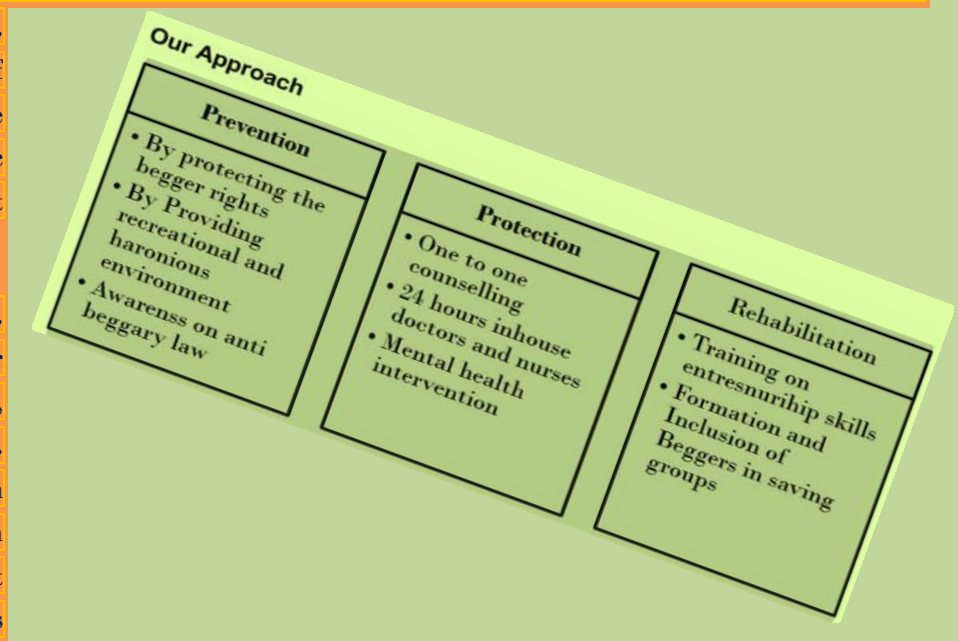 Our Approach
Prevention
• By protecting the
begger rights
• By Providing
recreational and
haronious
environment
• Awarenss on anti
beggary law
Protection
• One to one
counselling
• 24 hours inhouse
doctors and nurses
• Mental health
intervention
Rehabilitation
• Training on
entresnurihip skills
• Formation and
Inclusion of
Beggers in saving
groups